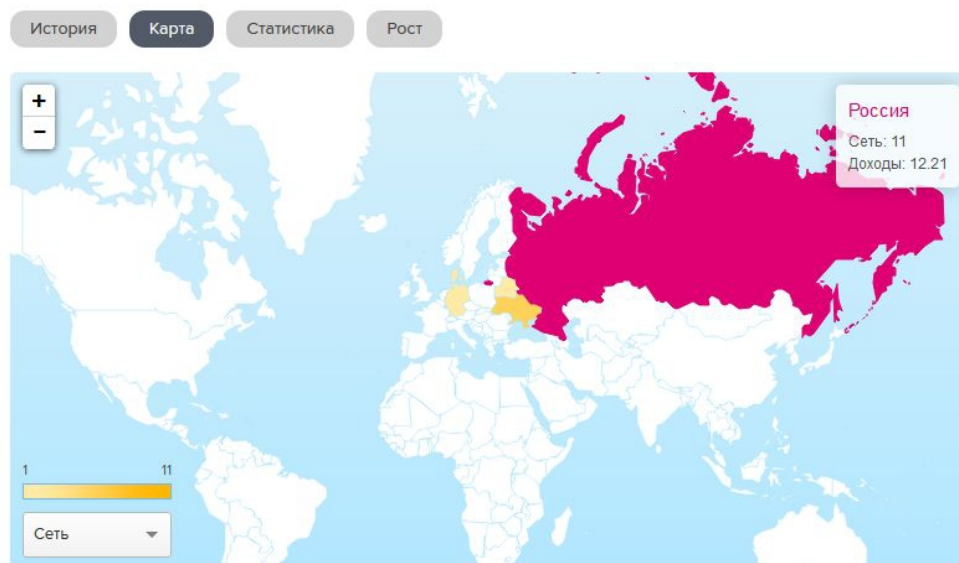 История Карта Статистика Рост
+
−
Россия
Сеть: 11
Доходы: 12.21
1 11
Сеть